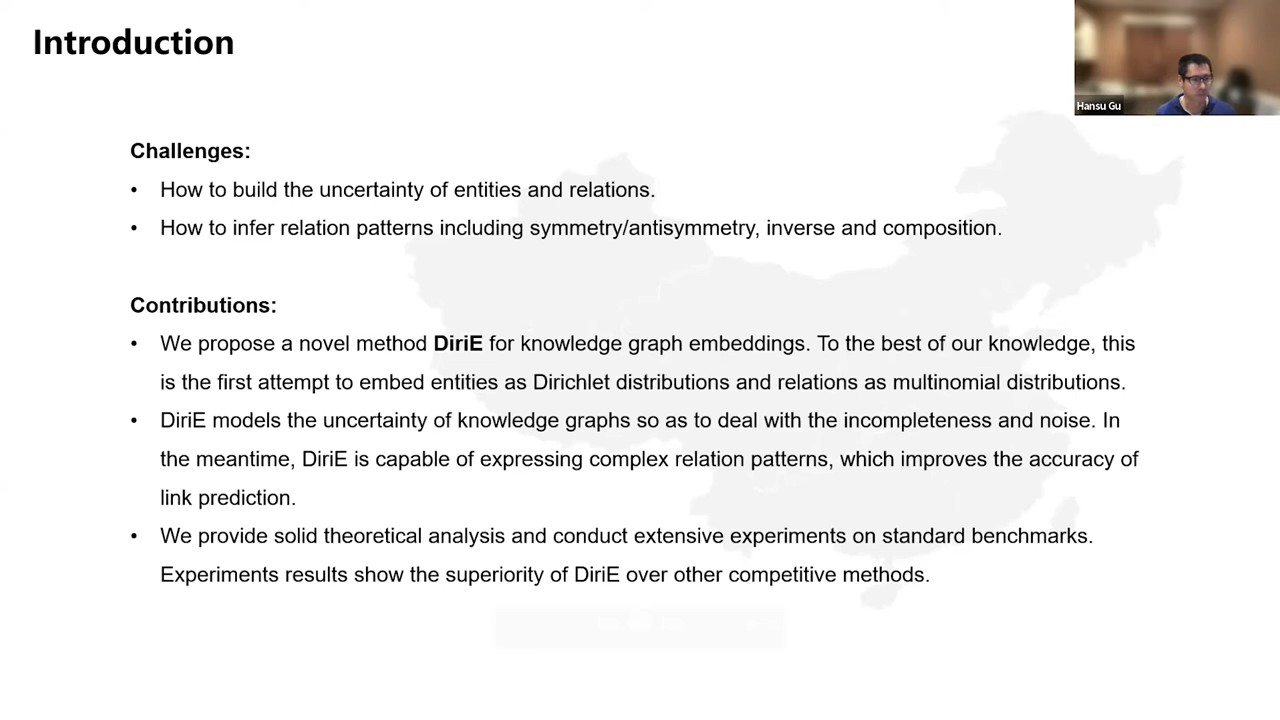 Introduction
Hansu Gu
Challenges:
• How to build the uncertainty of entities and relations.
• How to infer relation patterns including symmetry/antisymmetry, inverse and composition.
Contributions:
• We propose a novel method DiriE for knowledge graph embeddings. To the best of our knowledge, this
is the first attempt to embed entities as Dirichlet distributions and relations as multinomial distributions.
• DiriE models the uncertainty of knowledge graphs so as to deal with the incompleteness and noise. In
the meantime, DiriE is capable of expressing complex relation patterns, which improves the accuracy of
link prediction.
• We provide solid theoretical analysis and conduct extensive experiments on standard benchmarks.
Experiments results show the superiority of DiriE over other competitive methods.